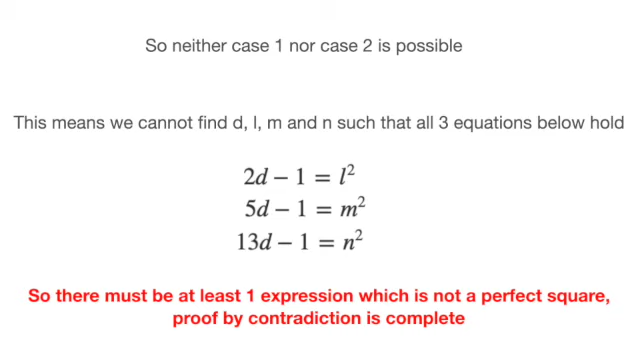 So neither case 1 nor case 2 is possible
This means we cannot find d, l, m and n such that all 3 equations below hold
2d − 1 = l²
5d − 1 = m²
13d − 1 = n²
So there must be at least 1 expression which is not a perfect square,
proof by contradiction is complete